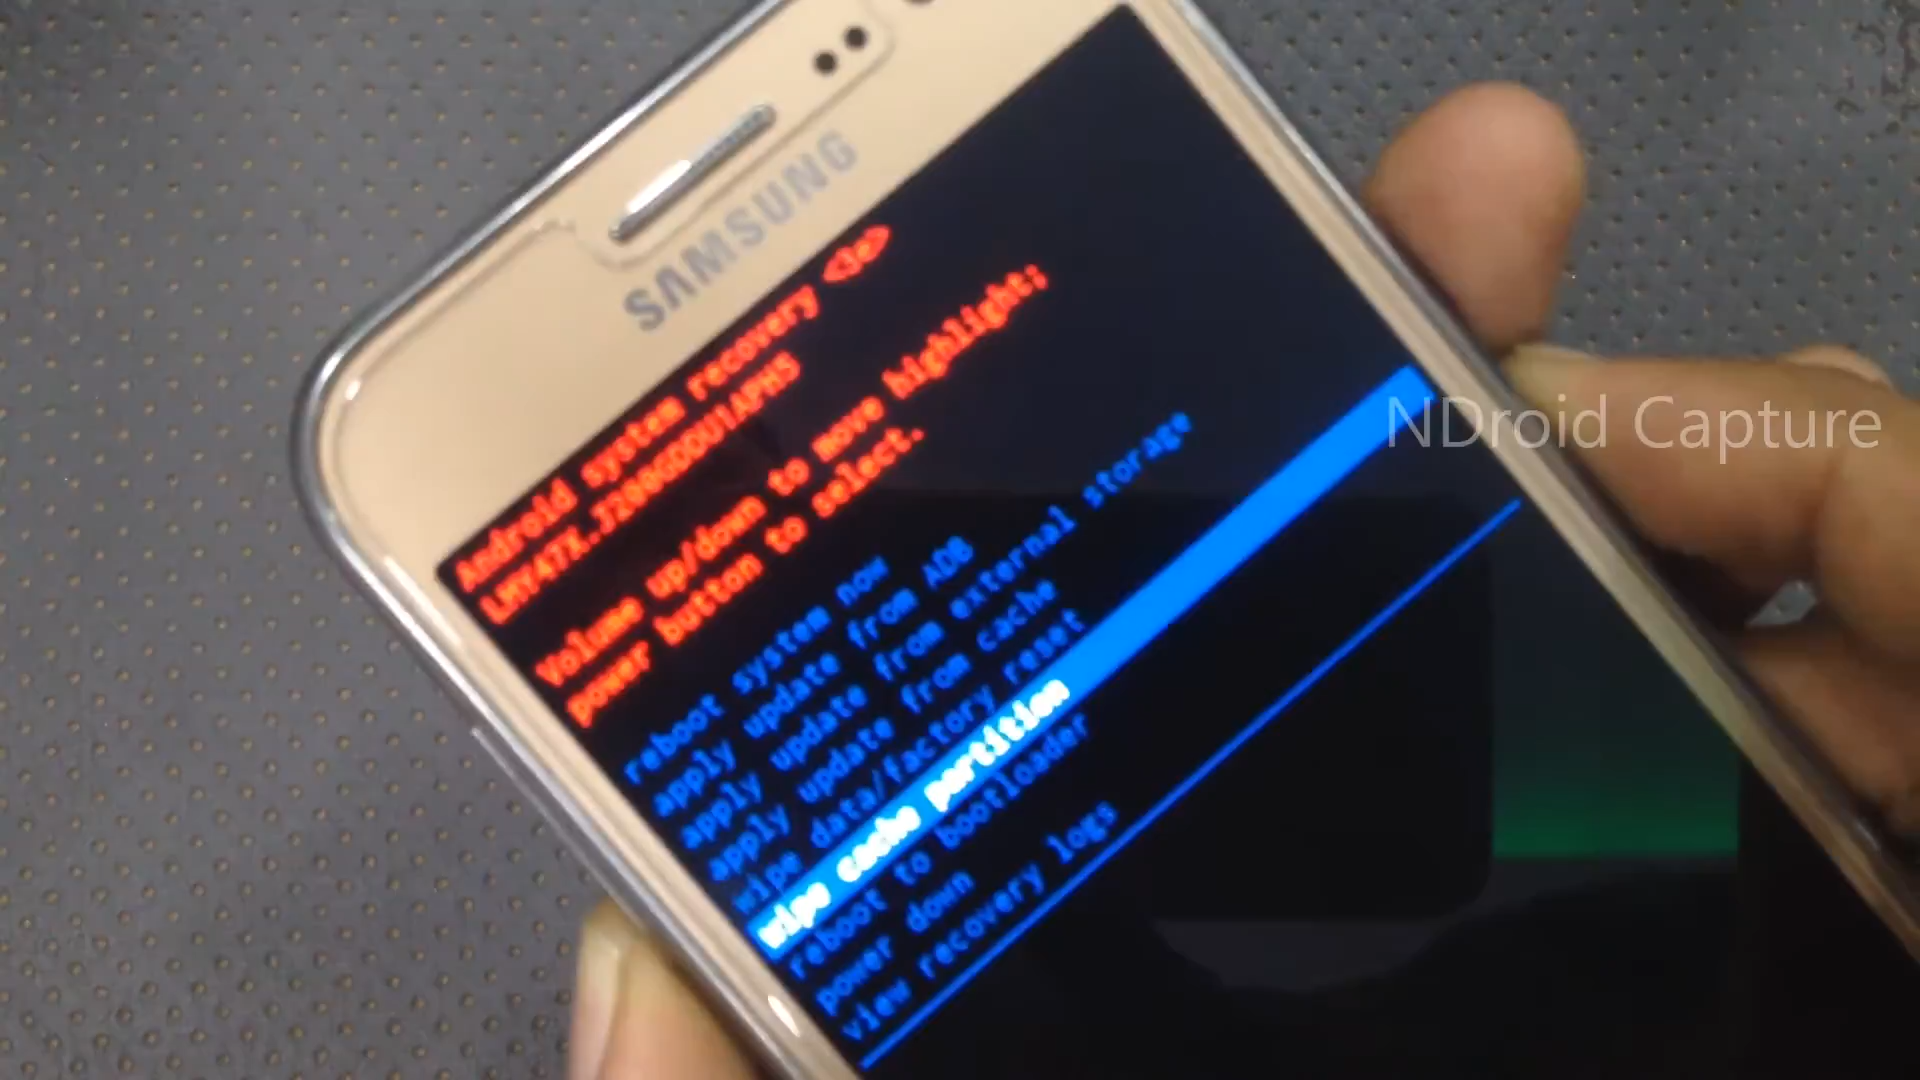 SAMSUNG
Android system recovery <3e>
LMY47X.J200GDDU1APH5
Volume up/down to move highlight;
power button to select.
reboot system now
apply update from ADB
apply update from external storage
apply update from cache
wipe data/factory reset
wipe cache partition
reboot to bootloader
power down
view recovery logs
NDroid Capture